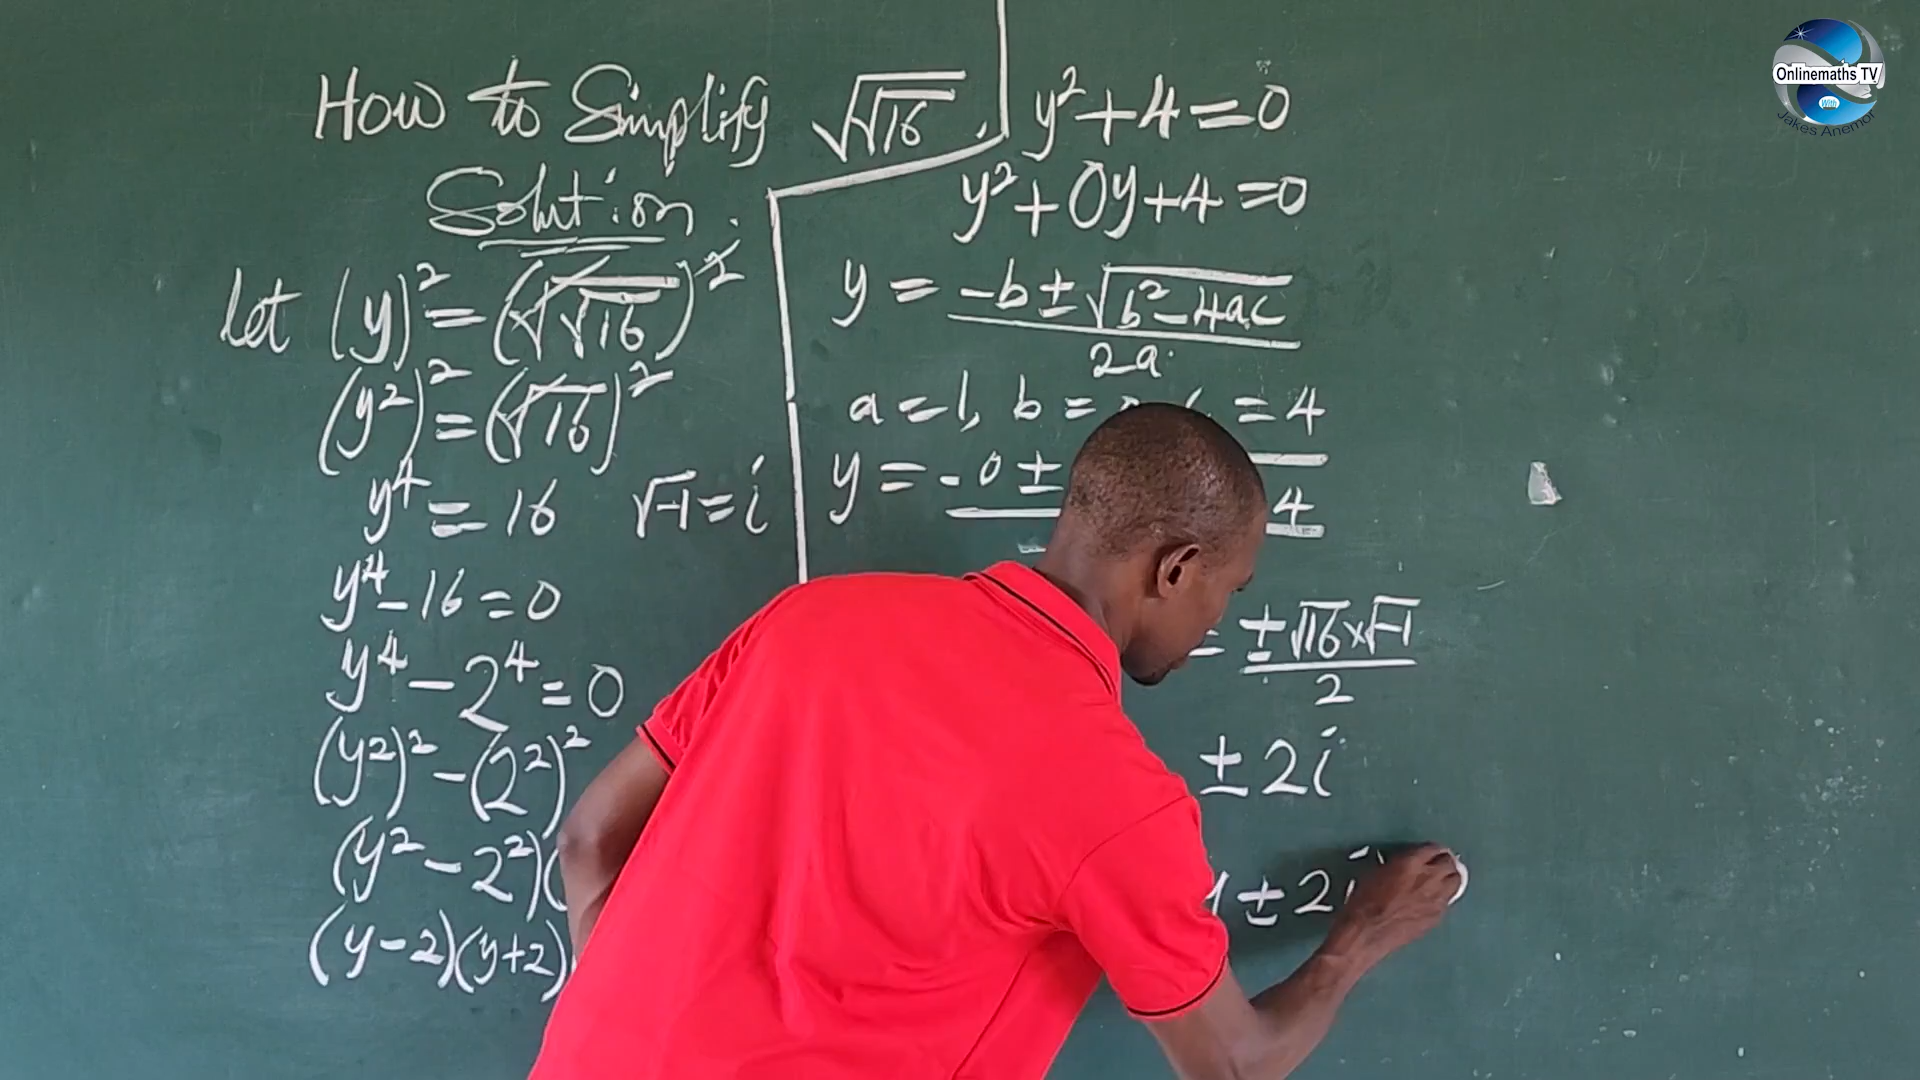 How to Simplify √√16.
Solution
let (y)² = (√√16)²
(y²)² = (√16)²
y⁴ = 16 √-1 = i
y⁴ - 16 = 0
y⁴ - 2⁴ = 0
(y²)² - (2²)²
(y² - 2²)(
(y-2)(y+2)
y² + 4 = 0
y² + 0y + 4 = 0
y = -b ± √b² - 4ac
2a
a = 1, b = = 4
y = -0 ± 4
= ±√16 x √-1
2
± 2i
± 2i
Onlinemaths TV
With
Jakes Anemor